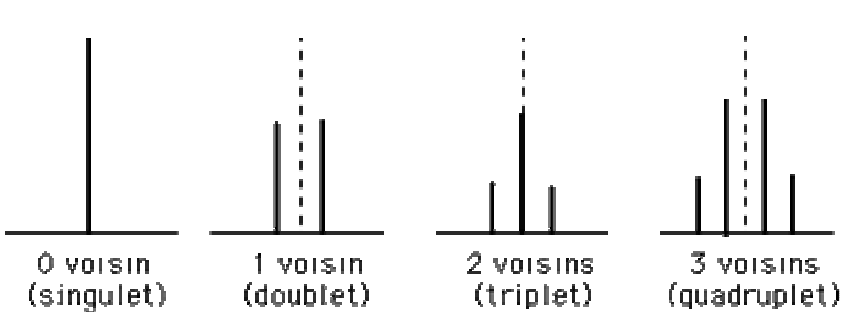 0 voisin
(singulet)
1 voisin
(doublet)
2 voisins
(triplet)
3 voisins
(quadruplet)